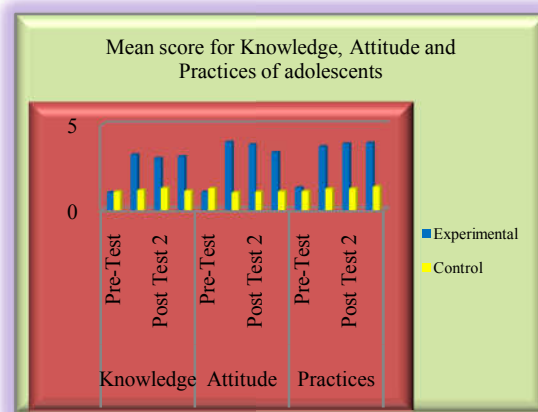 Mean score for Knowledge, Attitude and
Practices of adolescents
5
0
Pre-Test
Post Test 2
Pre-Test
Post Test 2
Pre-Test
Post Test 2
Knowledge
Attitude
Practices
Experimental
Control